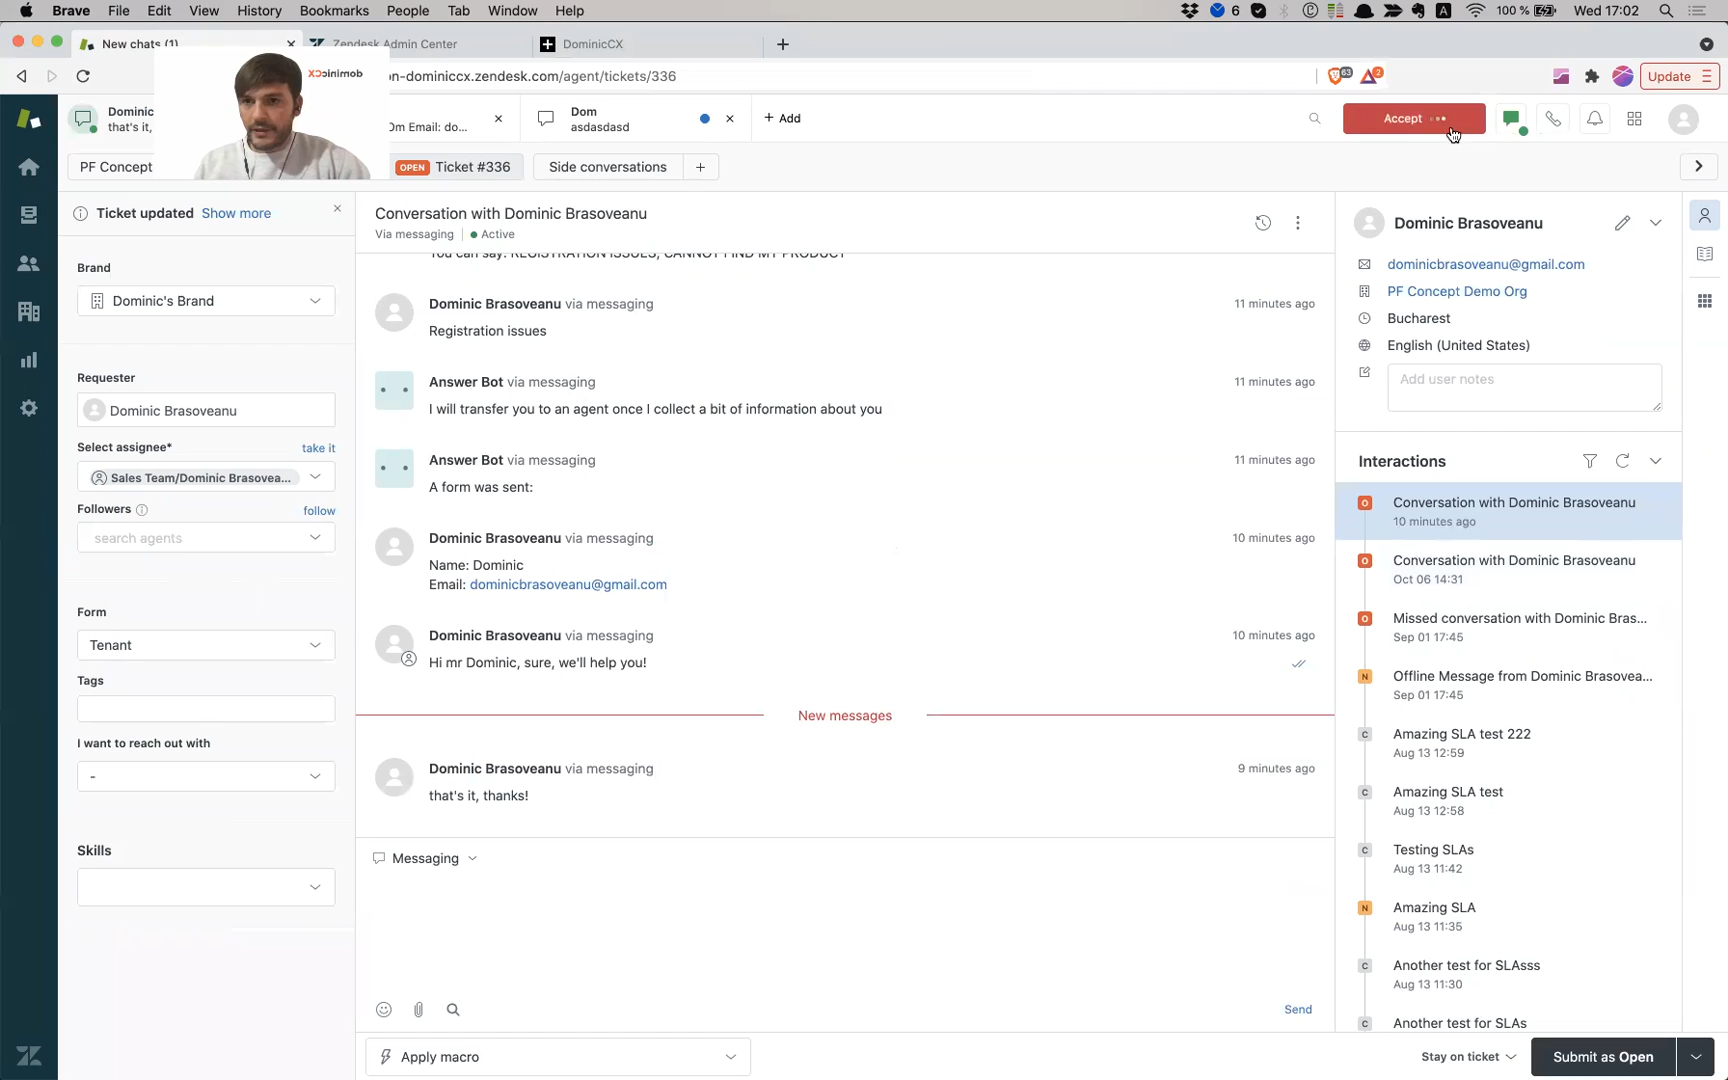 Brave File Edit View History Bookmarks People Tab Window Help 6 A 100 % Wed 17:02
New chats (1) Zendesk Admin Center DominicCX
n-dominiccx.zendesk.com/agent/tickets/336 63 2 Update
DominicCX
Dominic
that's it,
Om Email: do...
Dom
asdasdasd
+ Add
Accept
PF Concept OPEN Ticket #336 Side conversations +
Ticket updated Show more
Brand
Dominic's Brand
Requester
Dominic Brasoveanu
Select assignee* take it
Sales Team/Dominic Brasovea...
Followers follow
search agents
Form
Tenant
Tags
I want to reach out with
-
Skills
Conversation with Dominic Brasoveanu
Via messaging Active
You can say: REGISTRATION ISSUES, CANNOT FIND MY PRODUCT
Dominic Brasoveanu via messaging 11 minutes ago
Registration issues
Answer Bot via messaging 11 minutes ago
I will transfer you to an agent once I collect a bit of information about you
Answer Bot via messaging 11 minutes ago
A form was sent:
Dominic Brasoveanu via messaging 10 minutes ago
Name: Dominic
Email: dominicbrasoveanu@gmail.com
Dominic Brasoveanu via messaging 10 minutes ago
Hi mr Dominic, sure, we'll help you!
New messages
Dominic Brasoveanu via messaging 9 minutes ago
that's it, thanks!
Messaging
Send
Apply macro
Stay on ticket Submit as Open
Dominic Brasoveanu
dominicbrasoveanu@gmail.com
PF Concept Demo Org
Bucharest
English (United States)
Add user notes
Interactions
O Conversation with Dominic Brasoveanu
10 minutes ago
O Conversation with Dominic Brasoveanu
Oct 06 14:31
O Missed conversation with Dominic Bras...
Sep 01 17:45
N Offline Message from Dominic Brasovea...
Sep 01 17:45
C Amazing SLA test 222
Aug 13 12:59
C Amazing SLA test
Aug 13 12:58
C Testing SLAs
Aug 13 11:42
N Amazing SLA
Aug 13 11:35
C Another test for SLAsss
Aug 13 11:30
C Another test for SLAs